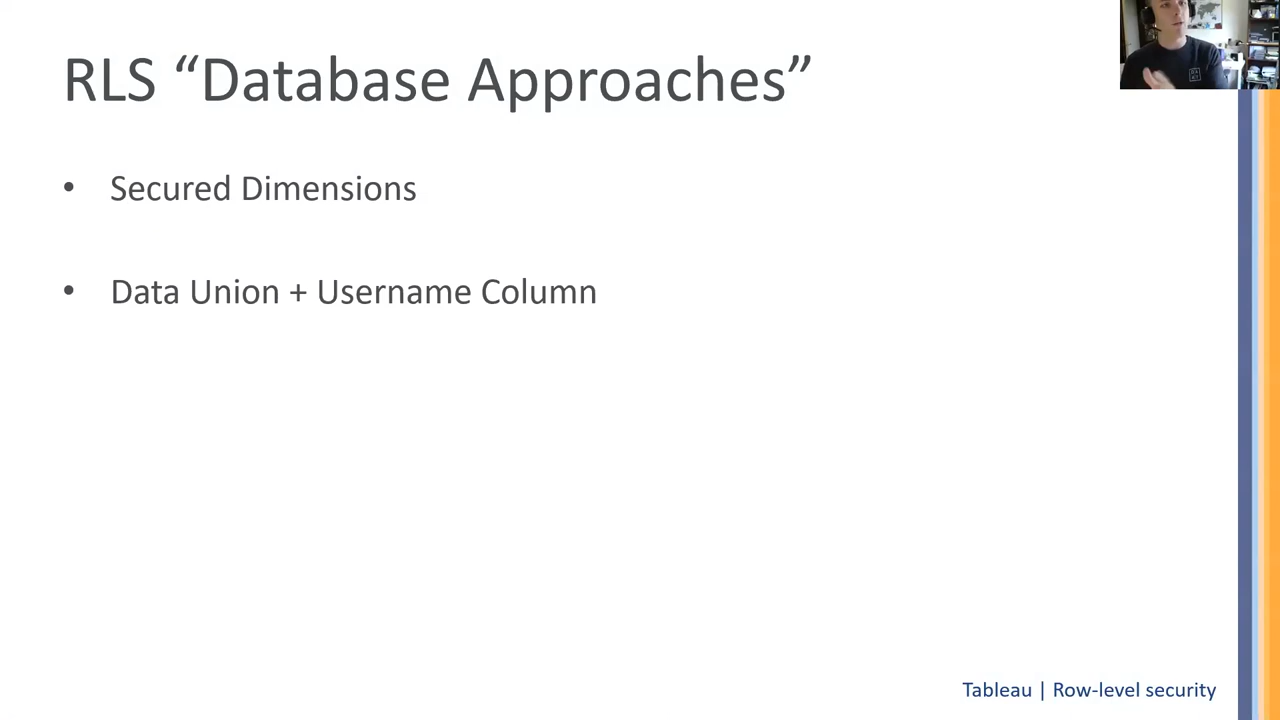 RLS “Database Approaches”
• Secured Dimensions
• Data Union + Username Column
Tableau | Row-level security